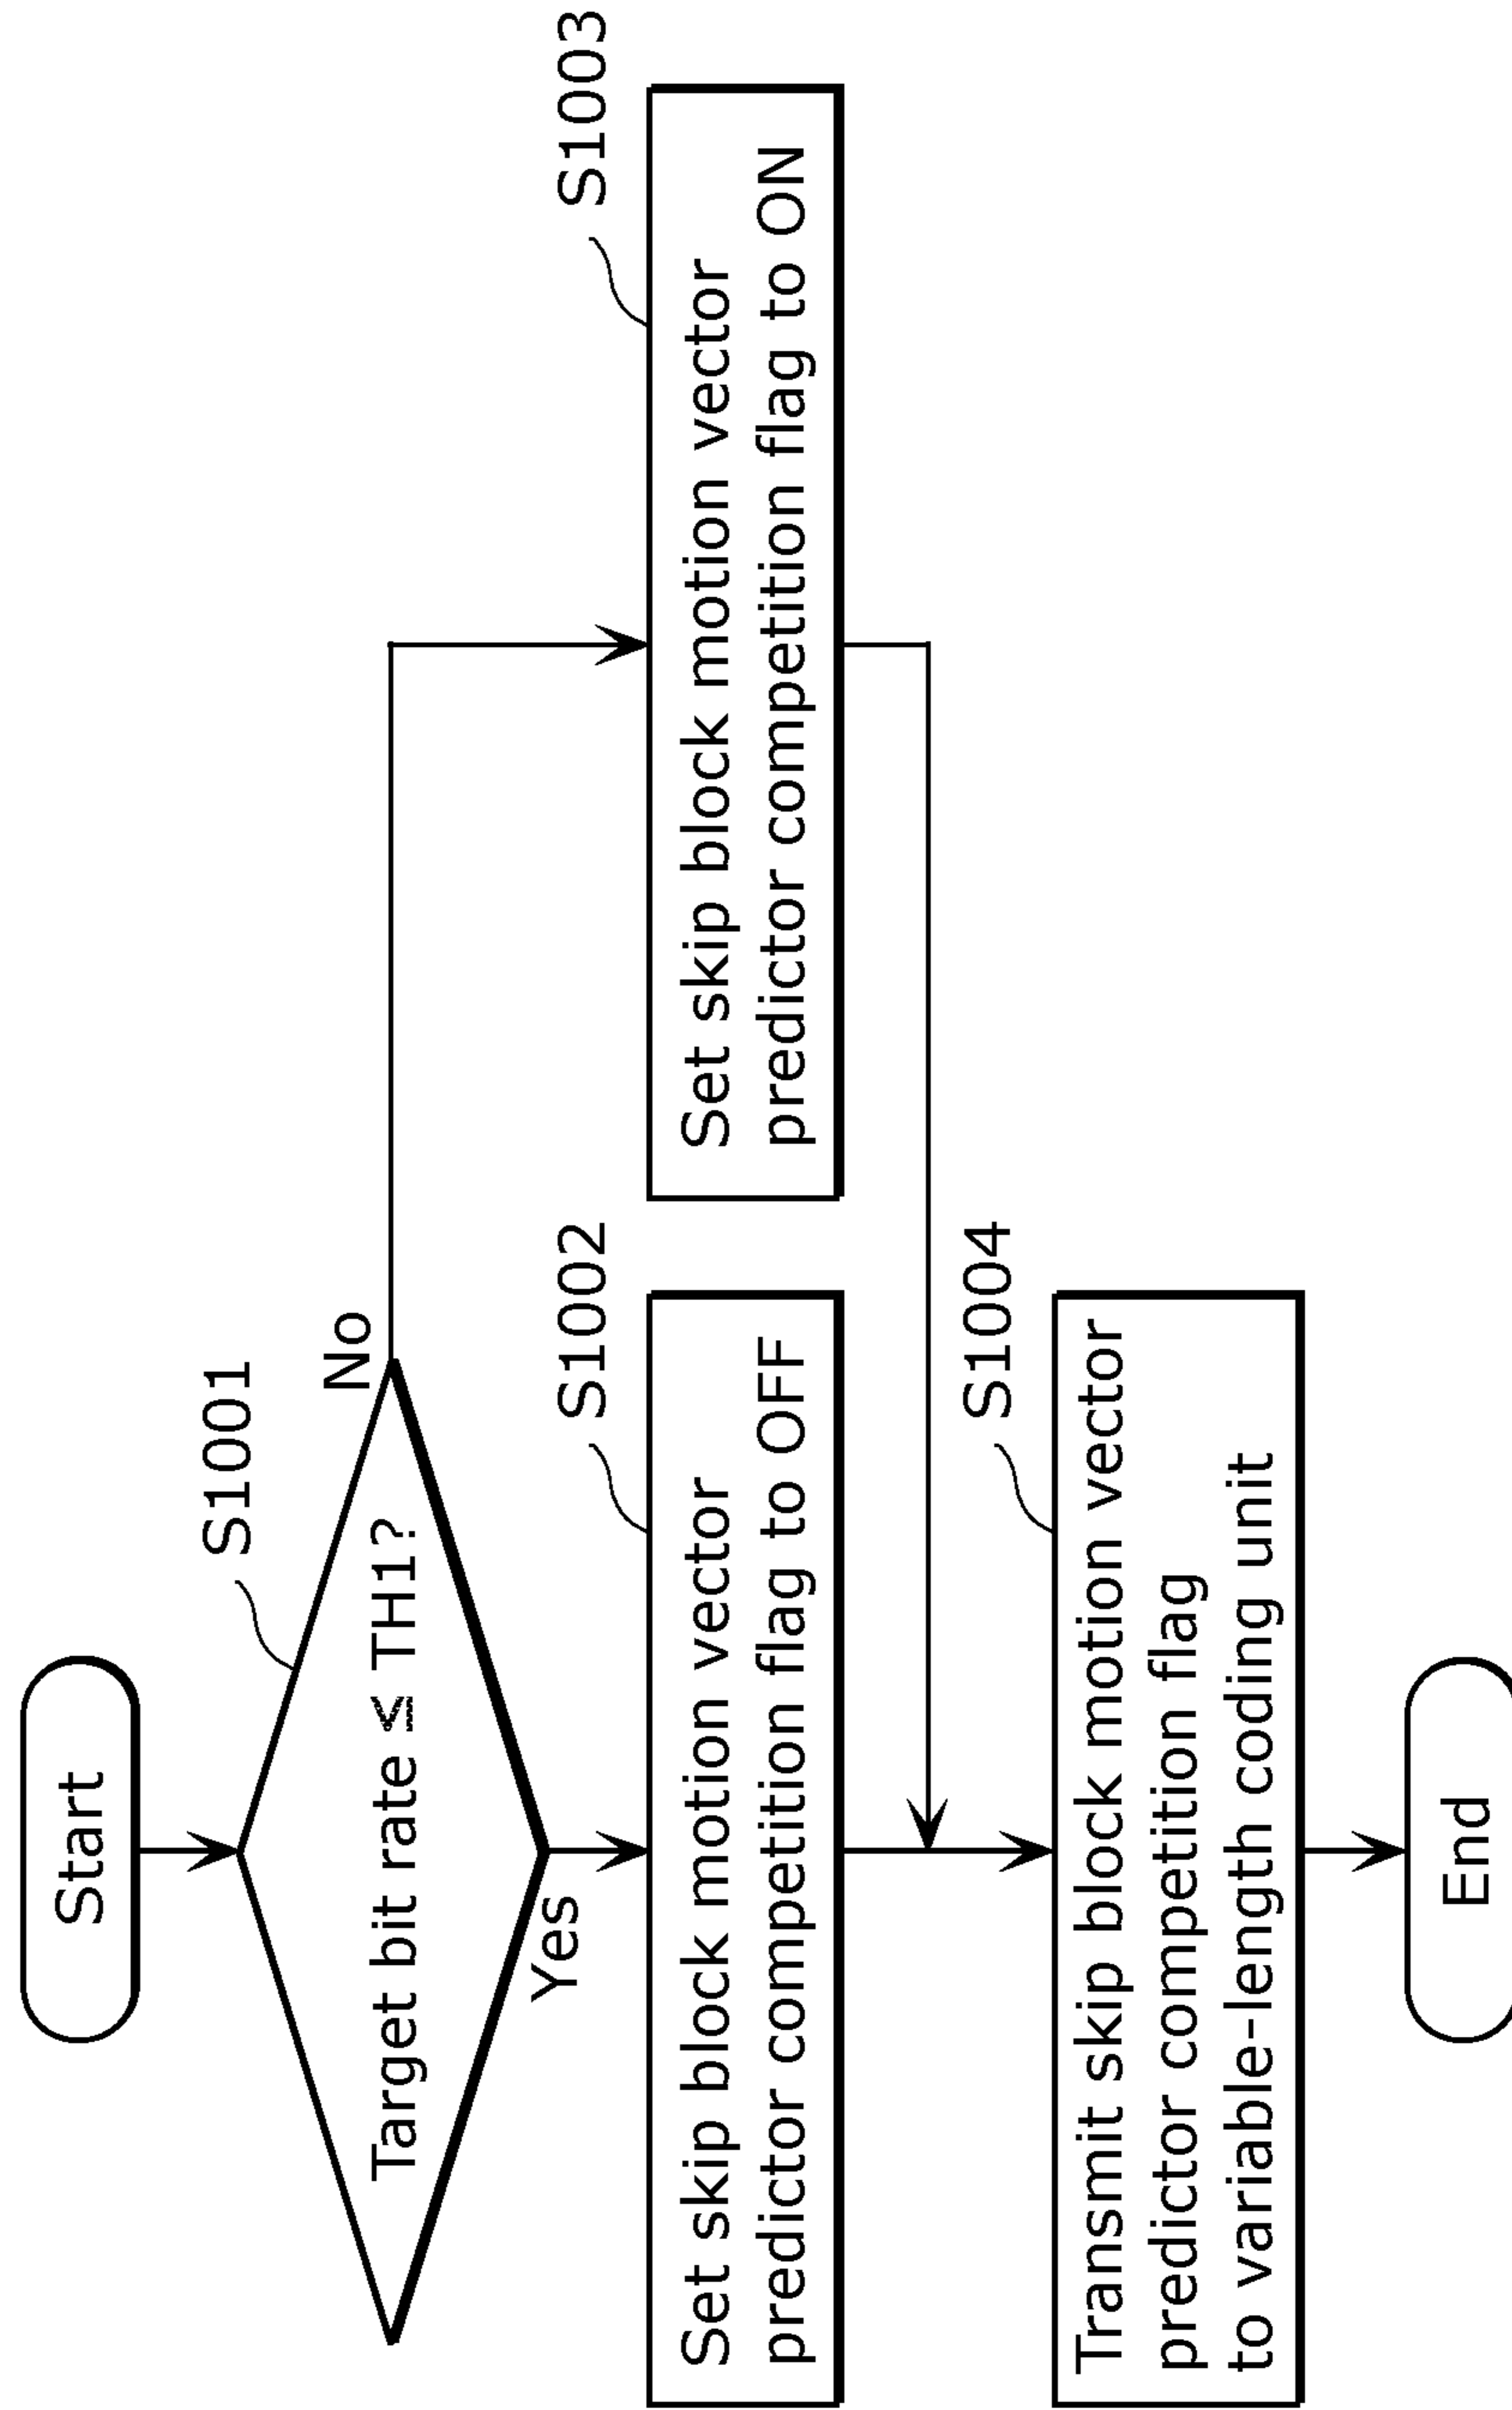 Start
S1001
Target bit rate ≤ TH1?
No
Yes
S1002
Set skip block motion vector
predictor competition flag to OFF
S1003
Set skip block motion vector
predictor competition flag to ON
S1004
Transmit skip block motion vector
predictor competition flag
to variable-length coding unit
End